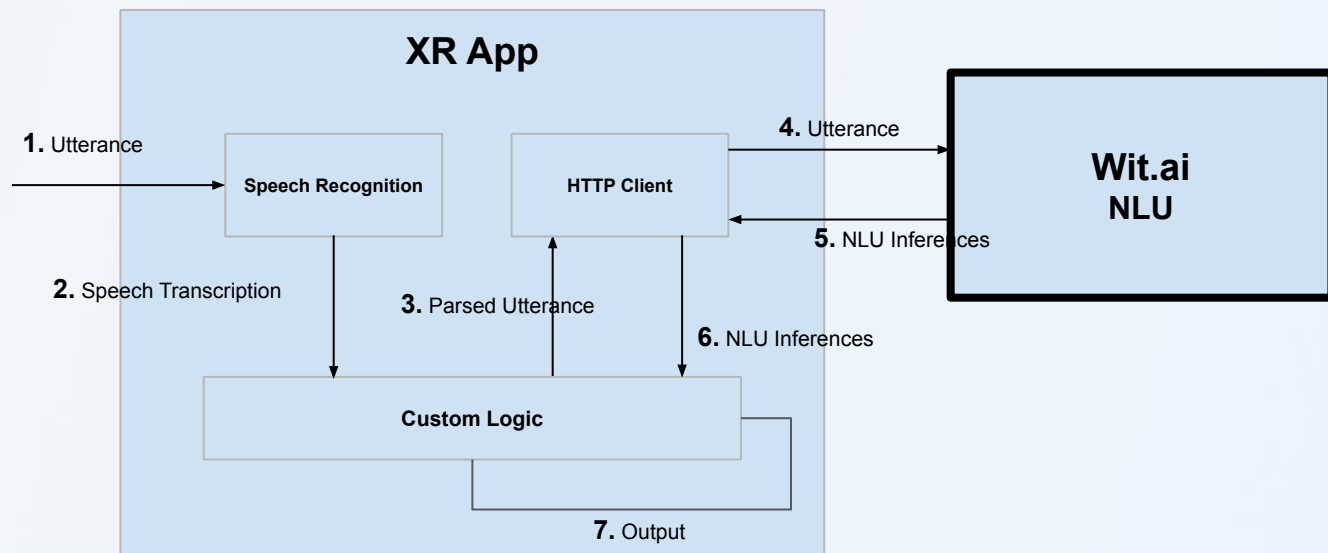 XR App
1. Utterance
Speech Recognition
HTTP Client
4. Utterance
Wit.ai
NLU
5. NLU Inferences
2. Speech Transcription
3. Parsed Utterance
6. NLU Inferences
Custom Logic
7. Output